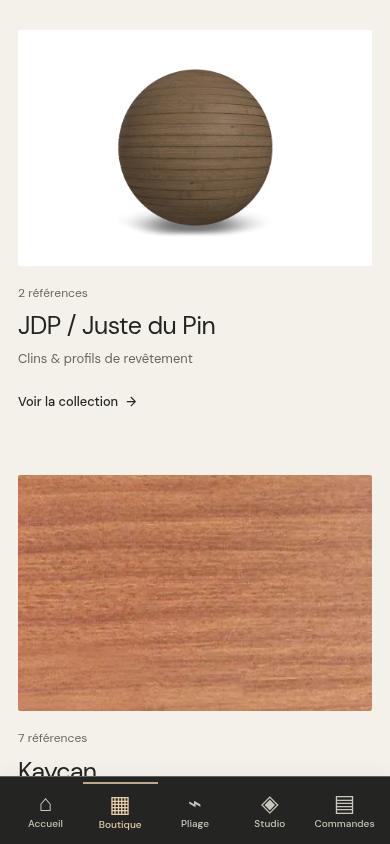 2 références
JDP / Juste du Pin
Clins & profils de revêtement
Voir la collection →
7 références
Kaycan
Accueil
Boutique
Pliage
Studio
Commandes